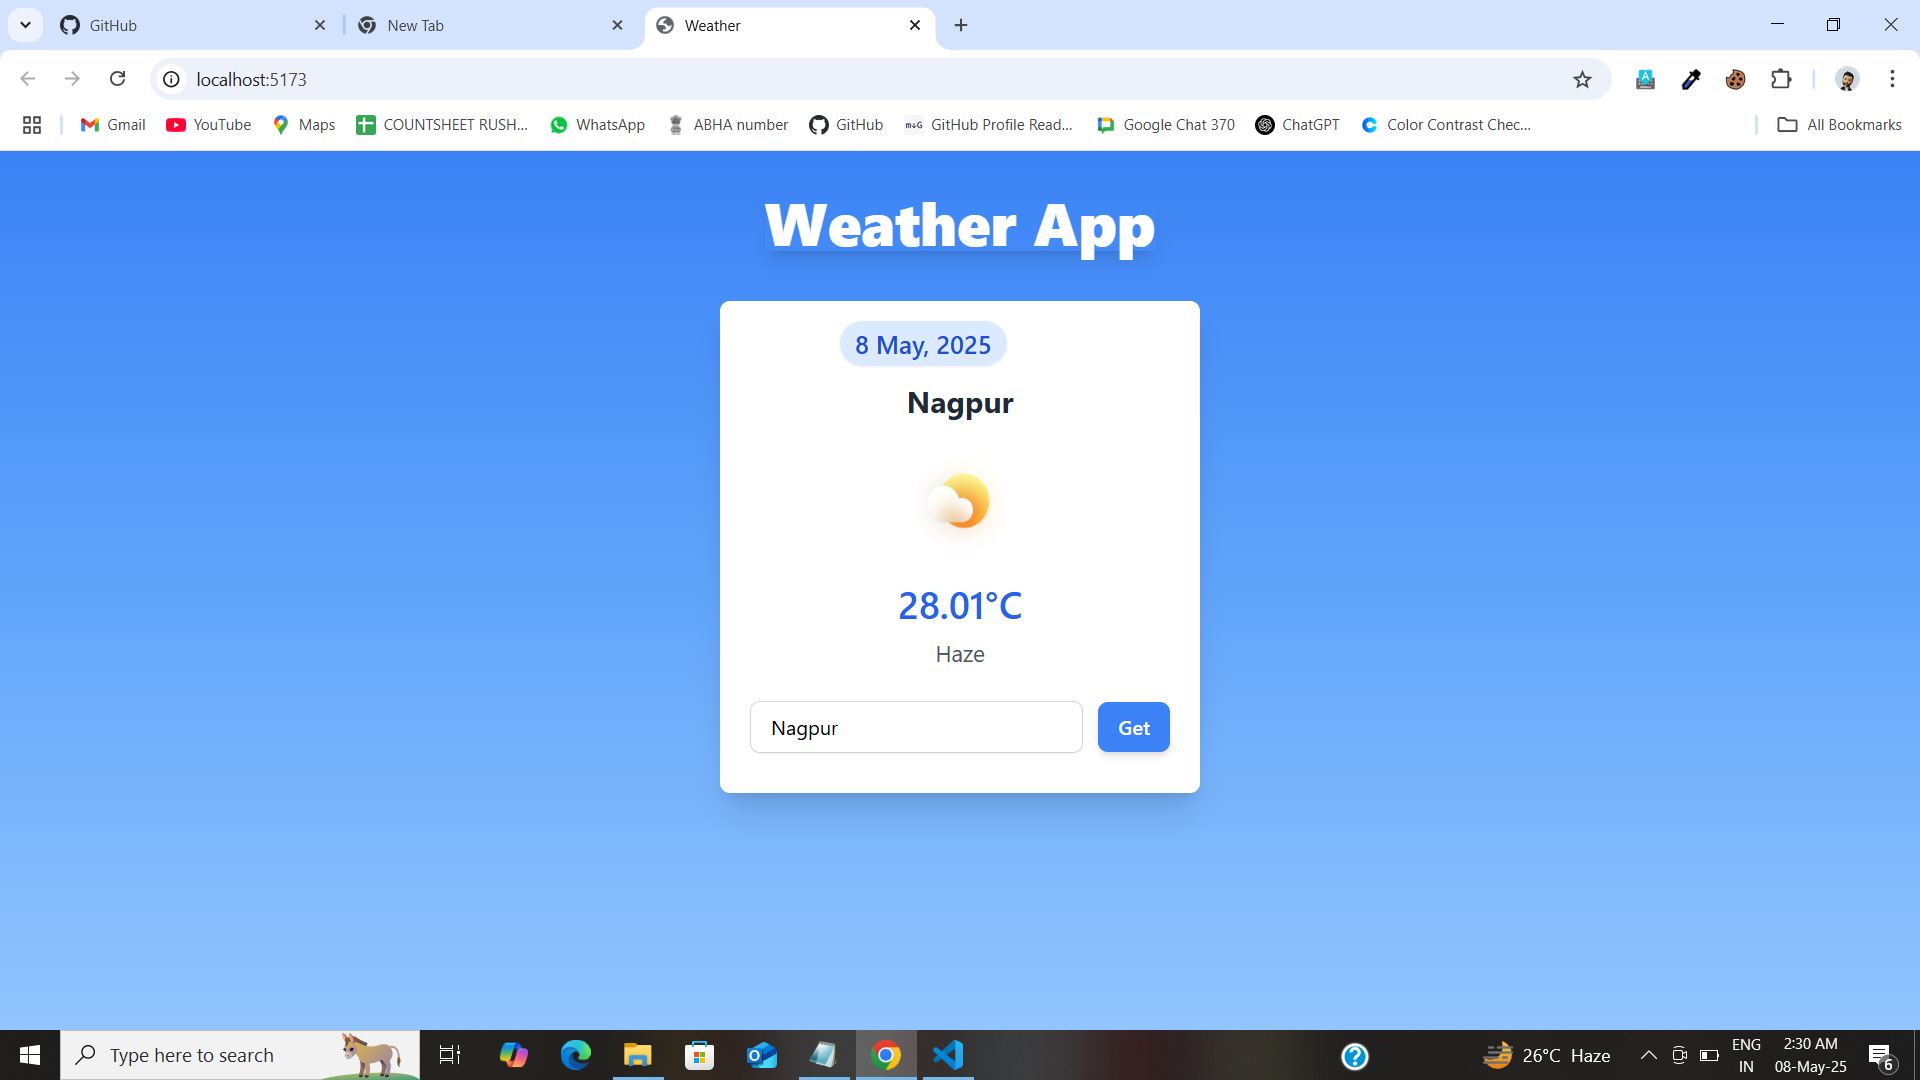 GitHub
New Tab
Weather
localhost:5173
Gmail
YouTube
Maps
COUNTSHEET RUSH...
WhatsApp
ABHA number
GitHub
m+G
GitHub Profile Read...
Google Chat 370
ChatGPT
Color Contrast Chec...
All Bookmarks
Weather App
8 May, 2025
Nagpur
28.01°C
Haze
Nagpur
Get
Type here to search
26°C Haze
ENG
IN
2:30 AM
08-May-25
6